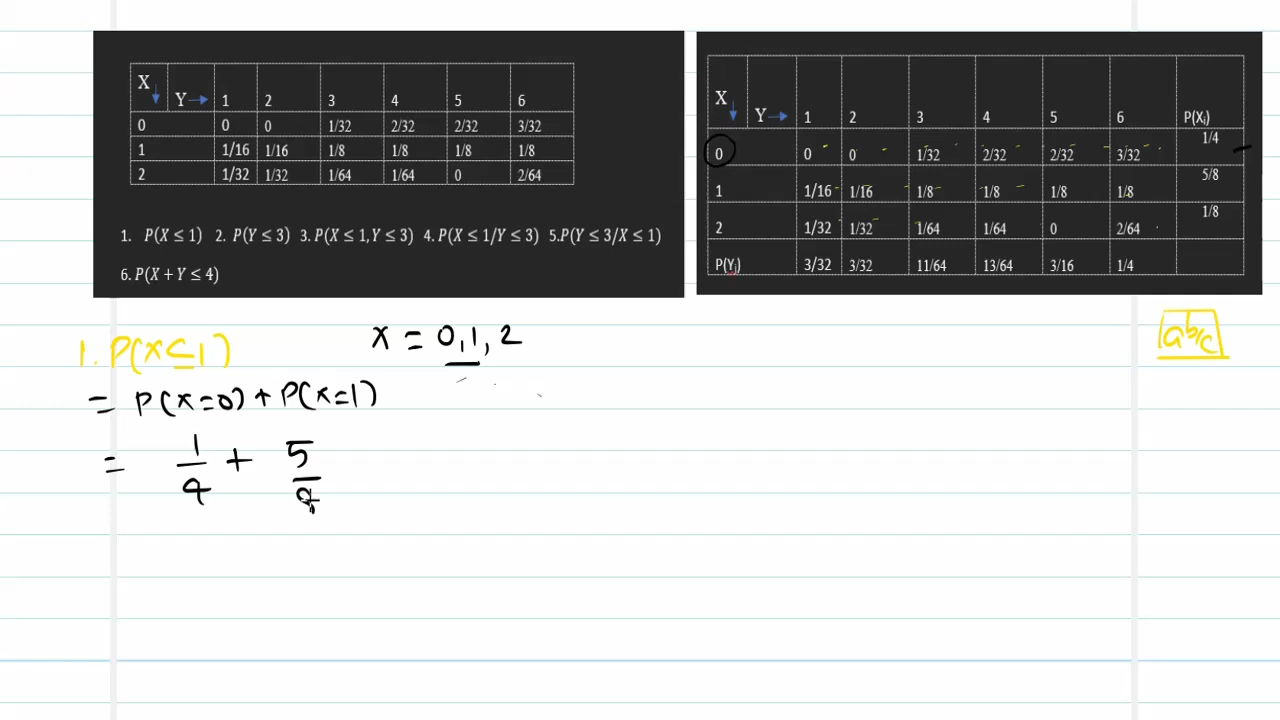 X
Y 1 2 3 4 5 6
0 0 0 1/32 2/32 2/32 3/32
1 1/16 1/16 1/8 1/8 1/8 1/8
2 1/32 1/32 1/64 1/64 0 2/64
1. P(X ≤ 1) 2. P(Y ≤ 3) 3. P(X ≤ 1, Y ≤ 3) 4. P(X ≤ 1/Y ≤ 3) 5.P(Y ≤ 3/X ≤ 1)
6. P(X + Y ≤ 4)
X
Y 1 2 3 4 5 6 P(Xi)
0 0 0 1/32 2/32 2/32 3/32 1/4
1 1/16 1/16 1/8 1/8 1/8 1/8 5/8
2 1/32 1/32 1/64 1/64 0 2/64 1/8
P(Yj) 3/32 3/32 11/64 13/64 3/16 1/4
1. P(X ≤ 1) X = 0, 1, 2
= P(X=0) + P(X=1)
= 1/4 + 5/8
ab/c